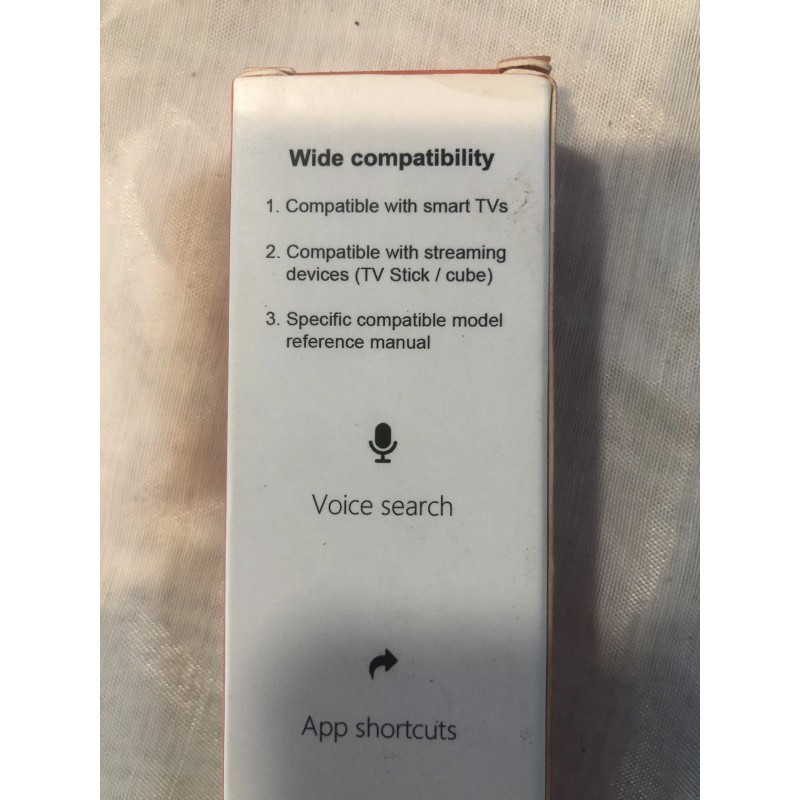 Wide compatibility
1. Compatible with smart TVs
2. Compatible with streaming
devices (TV Stick / cube)
3. Specific compatible model
reference manual
Voice search
App shortcuts